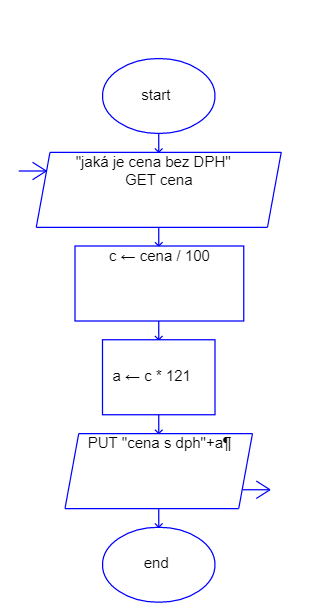 start
"jaká je cena bez DPH"
GET cena
c ← cena / 100
a ← c * 121
PUT "cena s dph"+a¶
end